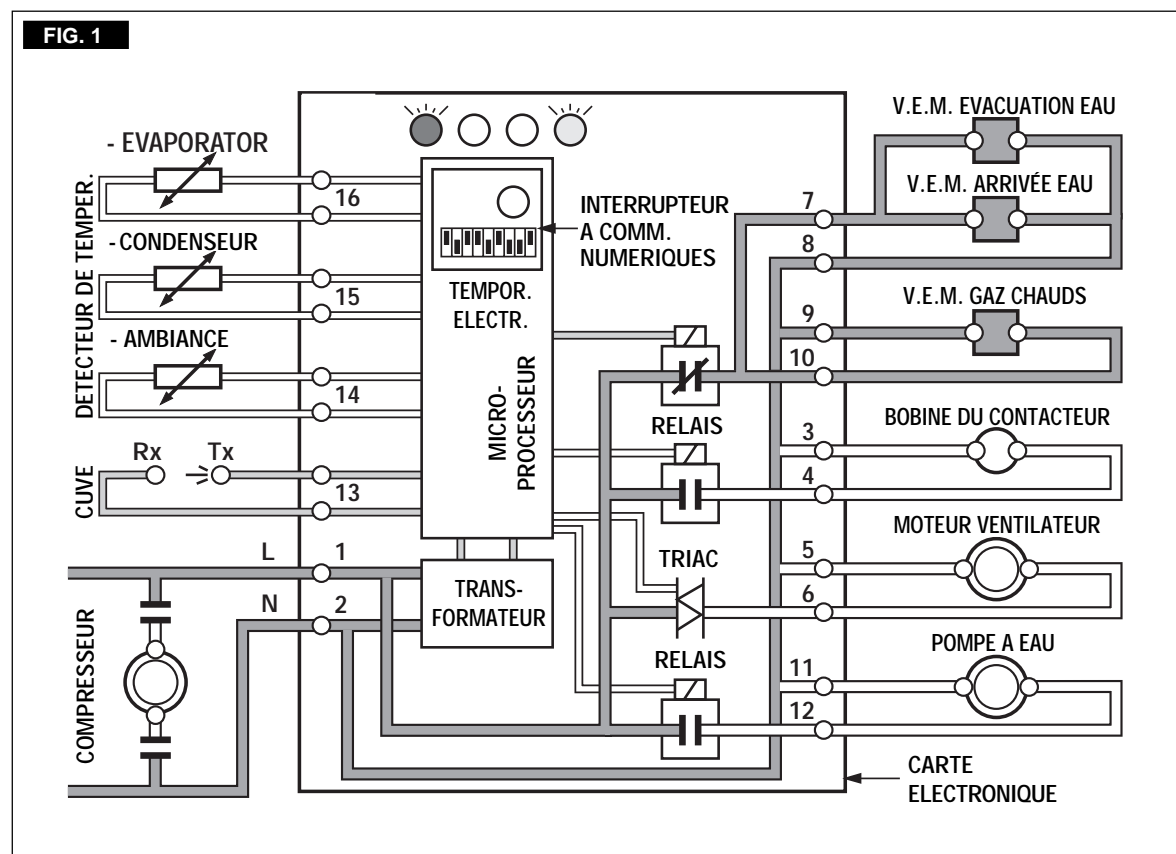 FIG. 1
- EVAPORATOR
16
- CONDENSEUR
15
- AMBIANCE
14
DETECTEUR DE TEMPER.
Rx
Tx
13
CUVE
L
1
N
2
COMPRESSEUR
INTERRUPTEUR
A COMM.
NUMERIQUES
TEMPOR.
ELECTR.
MICRO-
PROCESSEUR
TRANS-
FORMATEUR
RELAIS
TRIAC
RELAIS
V.E.M. EVACUATION EAU
V.E.M. ARRIVÉE EAU
7
8
V.E.M. GAZ CHAUDS
9
10
BOBINE DU CONTACTEUR
3
4
MOTEUR VENTILATEUR
5
6
POMPE A EAU
11
12
CARTE
ELECTRONIQUE